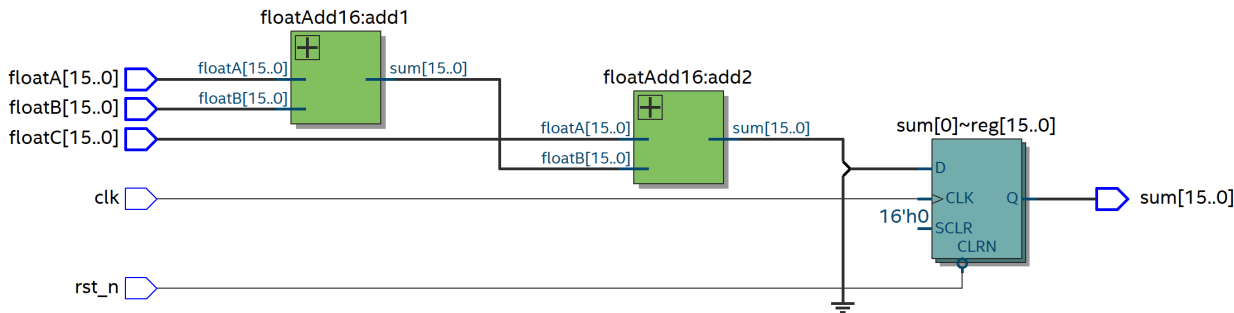 floatAdd16:add1
floatA[15..0]
floatA[15..0]
sum[15..0]
floatB[15..0]
floatB[15..0]
floatC[15..0]
floatAdd16:add2
floatA[15..0]
sum[15..0]
floatB[15..0]
sum[0]~reg[15..0]
D
clk
>CLK
Q
sum[15..0]
16'h0
SCLR
CLRN
rst_n